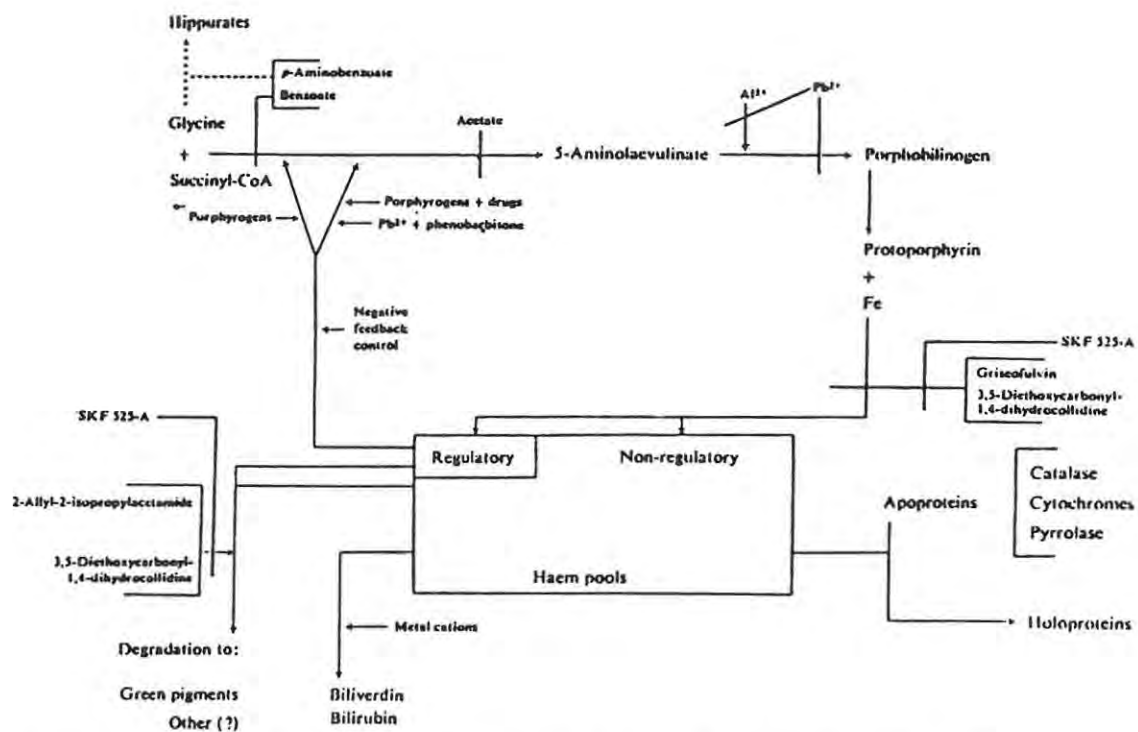 Hippurates
p-Aminobenzoate
Benzoate
Glycine
+
Succinyl-CoA
Acetate
5-Aminolaevulinate
Al³⁺
Pb²⁺
Porphobilinogen
Porphyrogens
Porphyrogens + drugs
Pb²⁺ + phenobarbitone
Protoporphyrin
+
Fe
Negative
feedback
control
SKF 525-A
Griseofulvin
3,5-Diethoxycarbonyl-
1,4-dihydrocollidine
SKF 525-A
Regulatory
Non-regulatory
2-Allyl-2-isopropylacetamide
3,5-Diethoxycarbonyl-
1,4-dihydrocollidine
Haem pools
Apoproteins
Catalase
Cytochromes
Pyrrolase
Metal cations
Holoproteins
Degradation to:
Green pigments
Other (?)
Biliverdin
Bilirubin